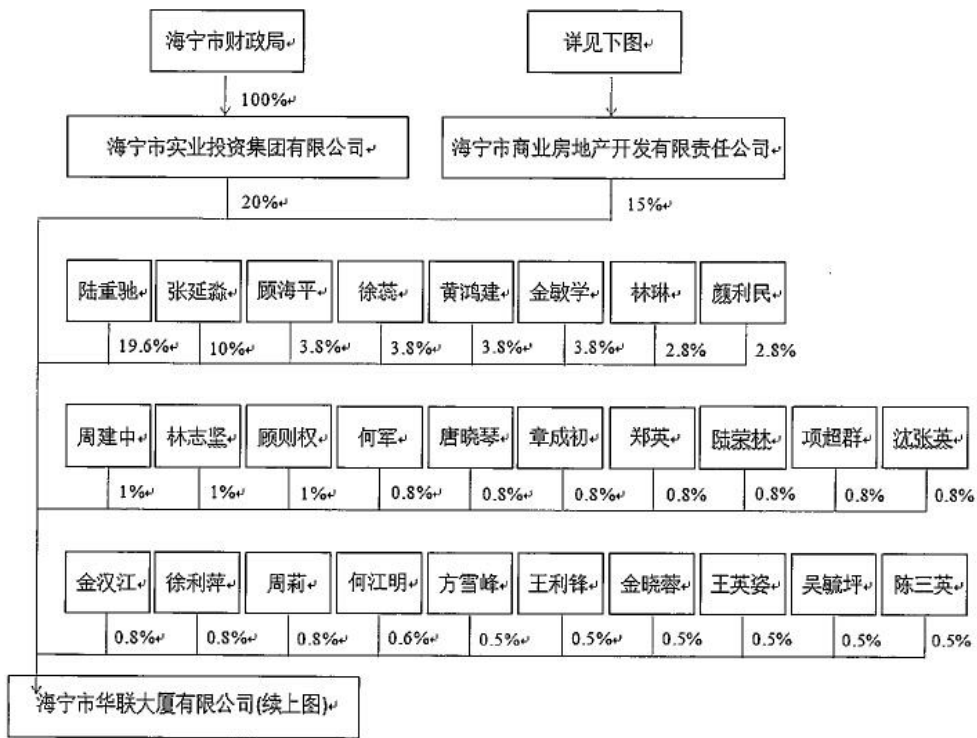 海宁市财政局
详见下图
100%
海宁市实业投资集团有限公司
海宁市商业房地产开发有限责任公司
20%
15%
陆重驰 张延淼 顾海平 徐蕊 黄鸿建 金敏学 林琳 颜利民
19.6% 10% 3.8% 3.8% 3.8% 3.8% 2.8% 2.8%
周建中 林志坚 顾则权 何军 唐晓琴 章成初 郑英 陆荣林 项超群 沈张英
1% 1% 1% 0.8% 0.8% 0.8% 0.8% 0.8% 0.8% 0.8%
金汉江 徐利萍 周莉 何江明 方雪峰 王利锋 金晓蓉 王英姿 吴毓坪 陈三英
0.8% 0.8% 0.8% 0.6% 0.5% 0.5% 0.5% 0.5% 0.5% 0.5%
海宁市华联大厦有限公司(续上图)